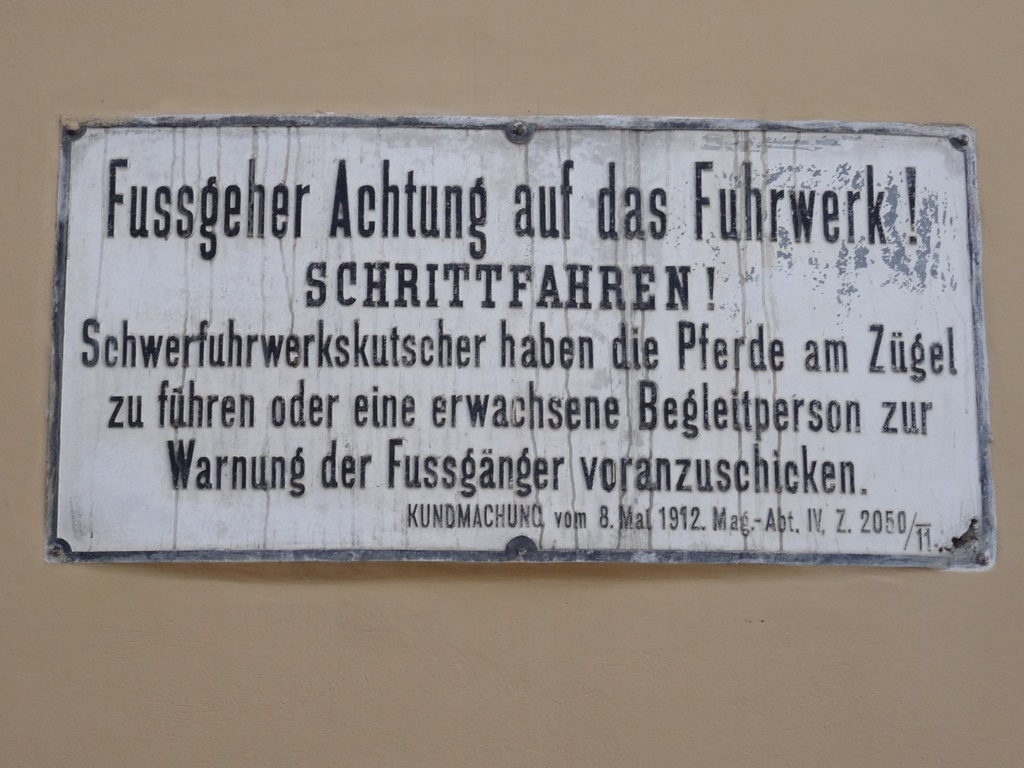 Fussgeher Achtung auf das Fuhrwerk!
SCHRITTFAHREN!
Schwerfuhrwerkskutscher haben die Pferde am Zügel
zu führen oder eine erwachsene Begleitperson zur
Warnung der Fussgänger voranzuschicken.
KUNDMACHUNG vom 8. Mai 1912. Mag.-Abt. IV, Z. 2050/11.